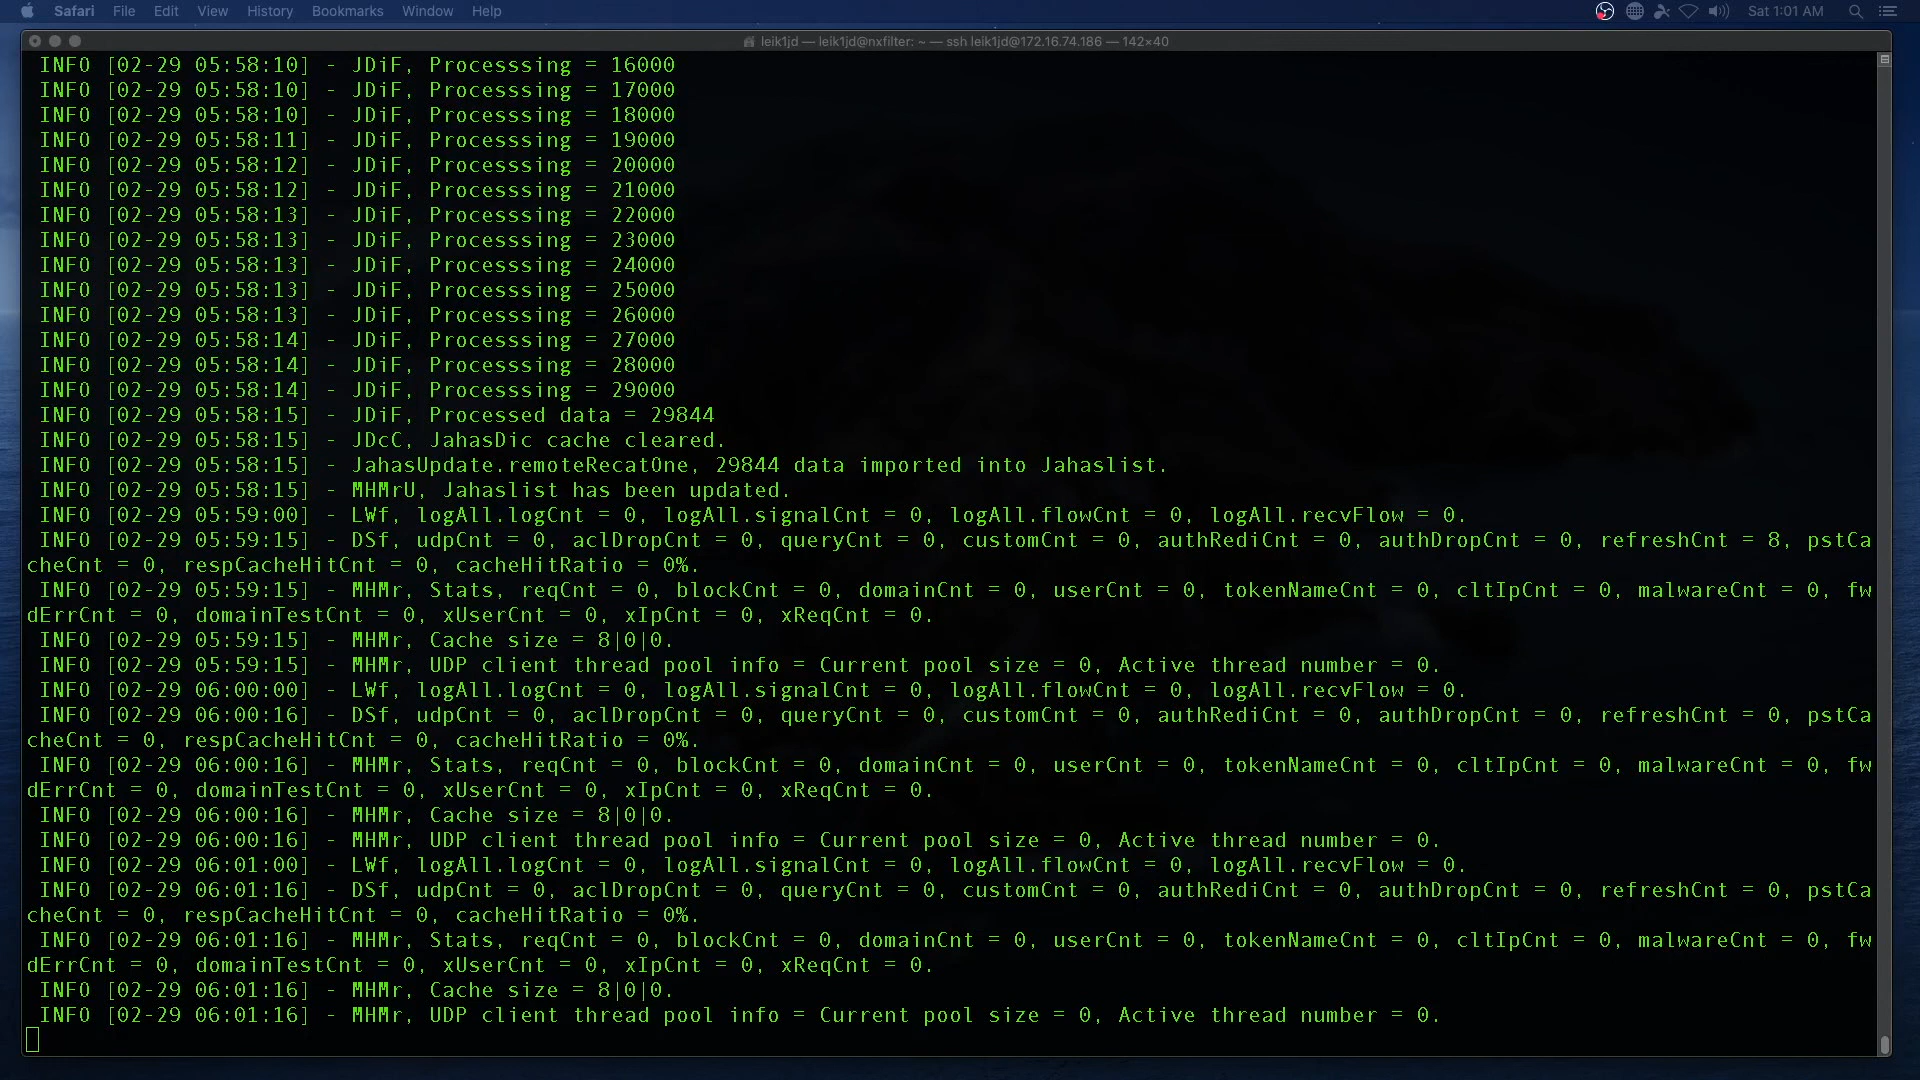 Safari File Edit View History Bookmarks Window Help Sat 1:01 AM
leik1jd — leik1jd@nxfilter: ~ — ssh leik1jd@172.16.74.186 — 142×40
INFO [02-29 05:58:10] - JDiF, Processsing = 16000
INFO [02-29 05:58:10] - JDiF, Processsing = 17000
INFO [02-29 05:58:10] - JDiF, Processsing = 18000
INFO [02-29 05:58:11] - JDiF, Processsing = 19000
INFO [02-29 05:58:12] - JDiF, Processsing = 20000
INFO [02-29 05:58:12] - JDiF, Processsing = 21000
INFO [02-29 05:58:13] - JDiF, Processsing = 22000
INFO [02-29 05:58:13] - JDiF, Processsing = 23000
INFO [02-29 05:58:13] - JDiF, Processsing = 24000
INFO [02-29 05:58:13] - JDiF, Processsing = 25000
INFO [02-29 05:58:13] - JDiF, Processsing = 26000
INFO [02-29 05:58:14] - JDiF, Processsing = 27000
INFO [02-29 05:58:14] - JDiF, Processsing = 28000
INFO [02-29 05:58:14] - JDiF, Processsing = 29000
INFO [02-29 05:58:15] - JDiF, Processed data = 29844
INFO [02-29 05:58:15] - JDcC, JahasDic cache cleared.
INFO [02-29 05:58:15] - JahasUpdate.remoteRecatOne, 29844 data imported into Jahaslist.
INFO [02-29 05:58:15] - MHMrU, Jahaslist has been updated.
INFO [02-29 05:59:00] - LWf, logAll.logCnt = 0, logAll.signalCnt = 0, logAll.flowCnt = 0, logAll.recvFlow = 0.
INFO [02-29 05:59:15] - DSf, udpCnt = 0, aclDropCnt = 0, queryCnt = 0, customCnt = 0, authRediCnt = 0, authDropCnt = 0, refreshCnt = 8, pstCa
cheCnt = 0, respCacheHitCnt = 0, cacheHitRatio = 0%.
INFO [02-29 05:59:15] - MHMr, Stats, reqCnt = 0, blockCnt = 0, domainCnt = 0, userCnt = 0, tokenNameCnt = 0, cltIpCnt = 0, malwareCnt = 0, fw
dErrCnt = 0, domainTestCnt = 0, xUserCnt = 0, xIpCnt = 0, xReqCnt = 0.
INFO [02-29 05:59:15] - MHMr, Cache size = 8|0|0.
INFO [02-29 05:59:15] - MHMr, UDP client thread pool info = Current pool size = 0, Active thread number = 0.
INFO [02-29 06:00:00] - LWf, logAll.logCnt = 0, logAll.signalCnt = 0, logAll.flowCnt = 0, logAll.recvFlow = 0.
INFO [02-29 06:00:16] - DSf, udpCnt = 0, aclDropCnt = 0, queryCnt = 0, customCnt = 0, authRediCnt = 0, authDropCnt = 0, refreshCnt = 0, pstCa
cheCnt = 0, respCacheHitCnt = 0, cacheHitRatio = 0%.
INFO [02-29 06:00:16] - MHMr, Stats, reqCnt = 0, blockCnt = 0, domainCnt = 0, userCnt = 0, tokenNameCnt = 0, cltIpCnt = 0, malwareCnt = 0, fw
dErrCnt = 0, domainTestCnt = 0, xUserCnt = 0, xIpCnt = 0, xReqCnt = 0.
INFO [02-29 06:00:16] - MHMr, Cache size = 8|0|0.
INFO [02-29 06:00:16] - MHMr, UDP client thread pool info = Current pool size = 0, Active thread number = 0.
INFO [02-29 06:01:00] - LWf, logAll.logCnt = 0, logAll.signalCnt = 0, logAll.flowCnt = 0, logAll.recvFlow = 0.
INFO [02-29 06:01:16] - DSf, udpCnt = 0, aclDropCnt = 0, queryCnt = 0, customCnt = 0, authRediCnt = 0, authDropCnt = 0, refreshCnt = 0, pstCa
cheCnt = 0, respCacheHitCnt = 0, cacheHitRatio = 0%.
INFO [02-29 06:01:16] - MHMr, Stats, reqCnt = 0, blockCnt = 0, domainCnt = 0, userCnt = 0, tokenNameCnt = 0, cltIpCnt = 0, malwareCnt = 0, fw
dErrCnt = 0, domainTestCnt = 0, xUserCnt = 0, xIpCnt = 0, xReqCnt = 0.
INFO [02-29 06:01:16] - MHMr, Cache size = 8|0|0.
INFO [02-29 06:01:16] - MHMr, UDP client thread pool info = Current pool size = 0, Active thread number = 0.